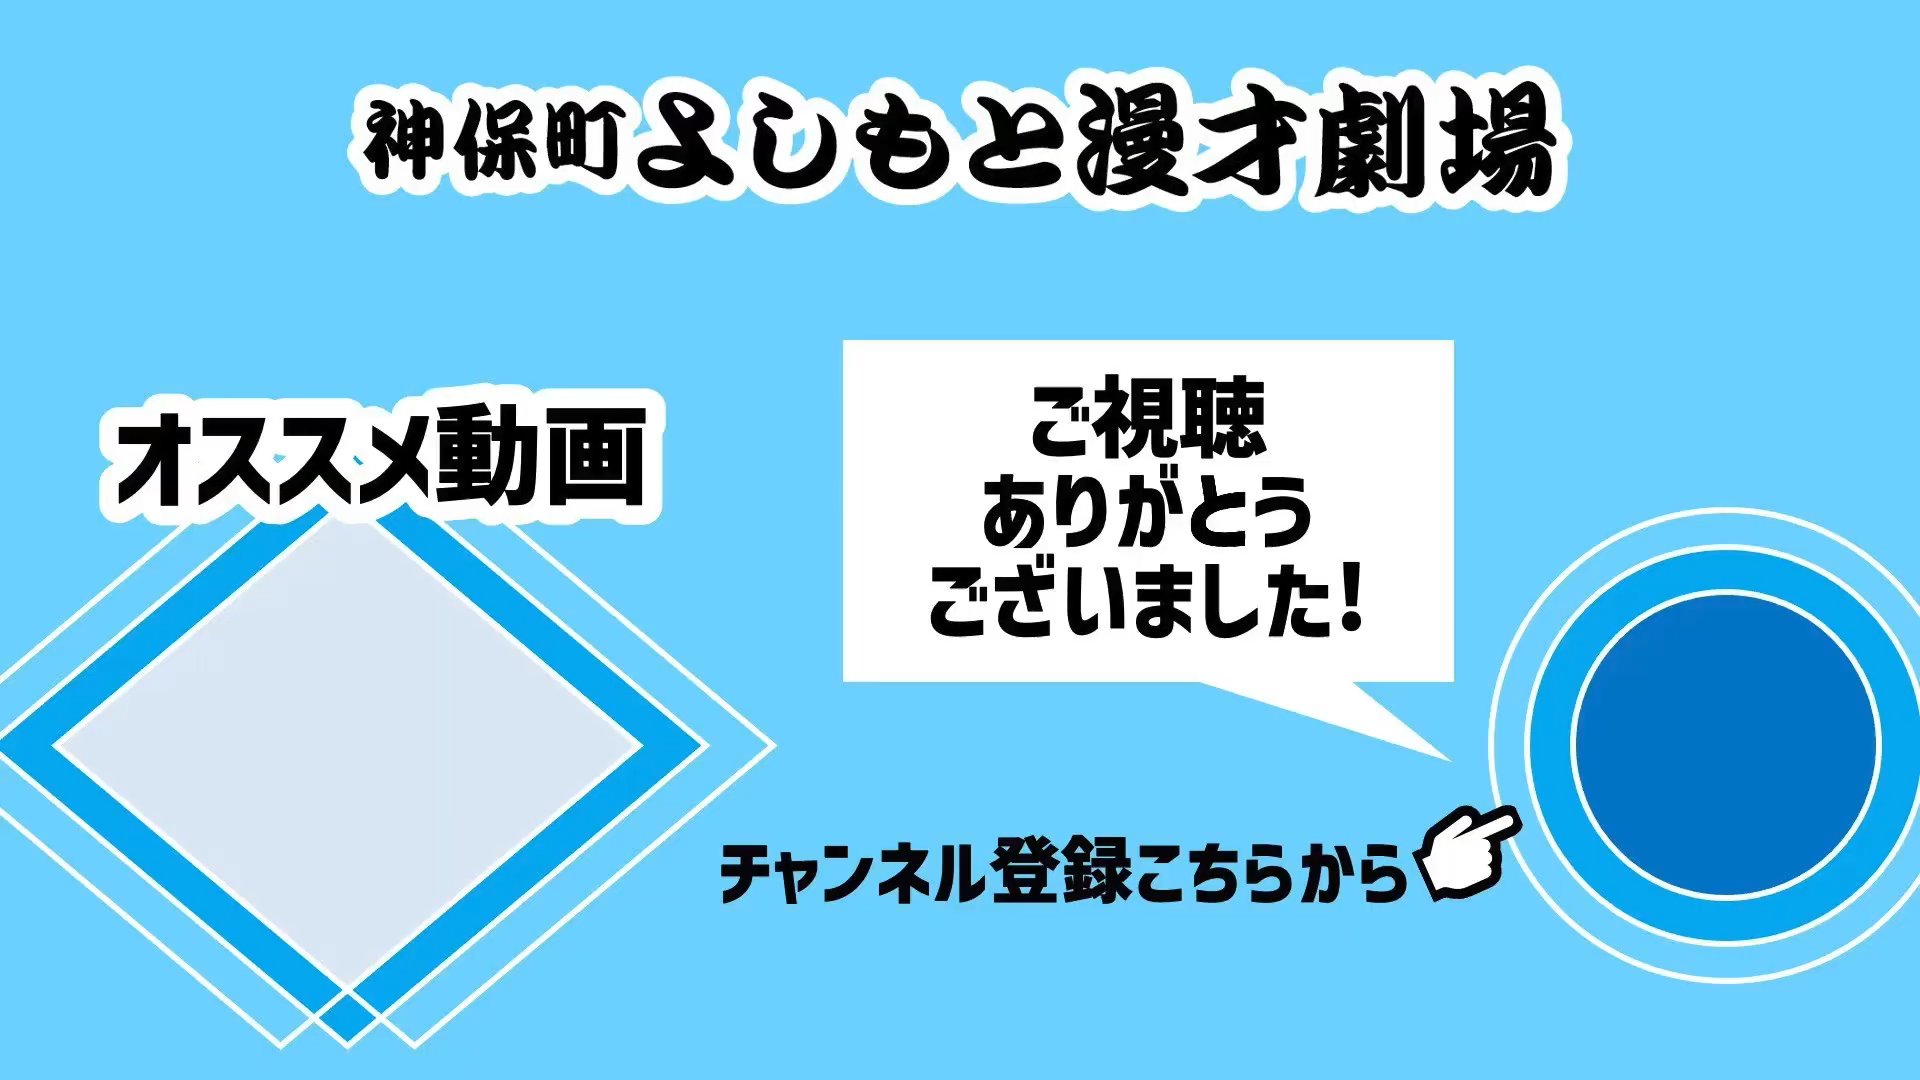 神保町よしもと漫才劇場
オススメ動画
ご視聴
ありがとう
ございました!
チャンネル登録こちらから